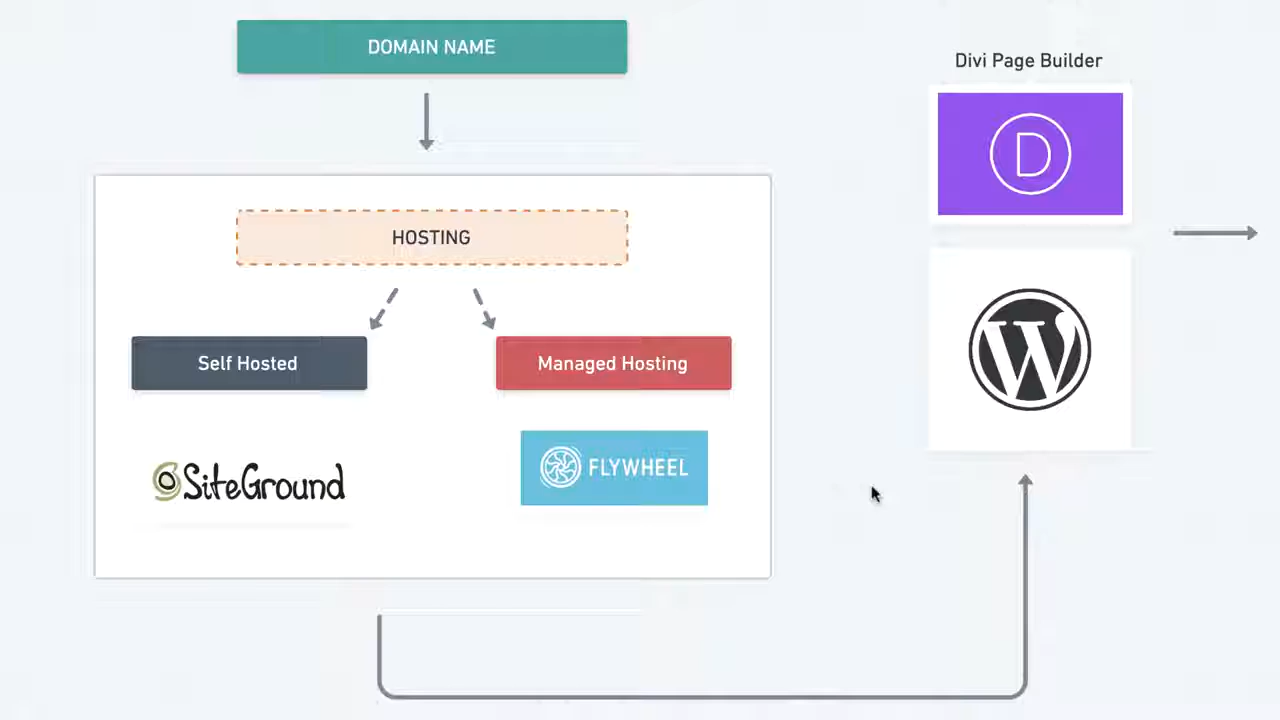 DOMAIN NAME
HOSTING
Self Hosted
Managed Hosting
SiteGround
FLYWHEEL
Divi Page Builder
D
W